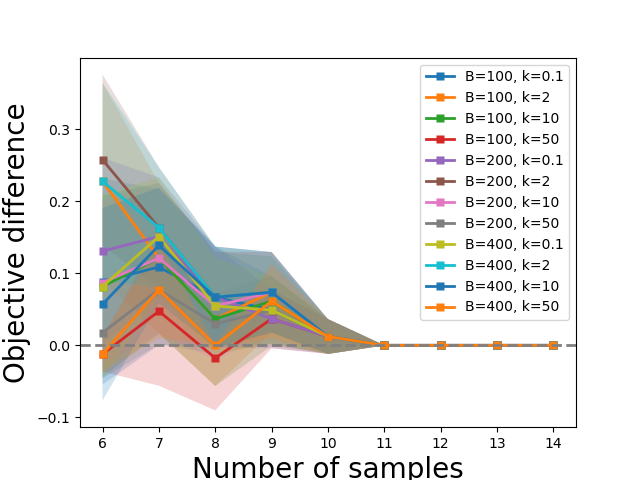 B=100, k=0.1
B=100, k=2
B=100, k=10
B=100, k=50
B=200, k=0.1
B=200, k=2
B=200, k=10
B=200, k=50
B=400, k=0.1
B=400, k=2
B=400, k=10
B=400, k=50
Objective difference
0.3
0.2
0.1
0.0
−0.1
6 7 8 9 10 11 12 13 14
Number of samples